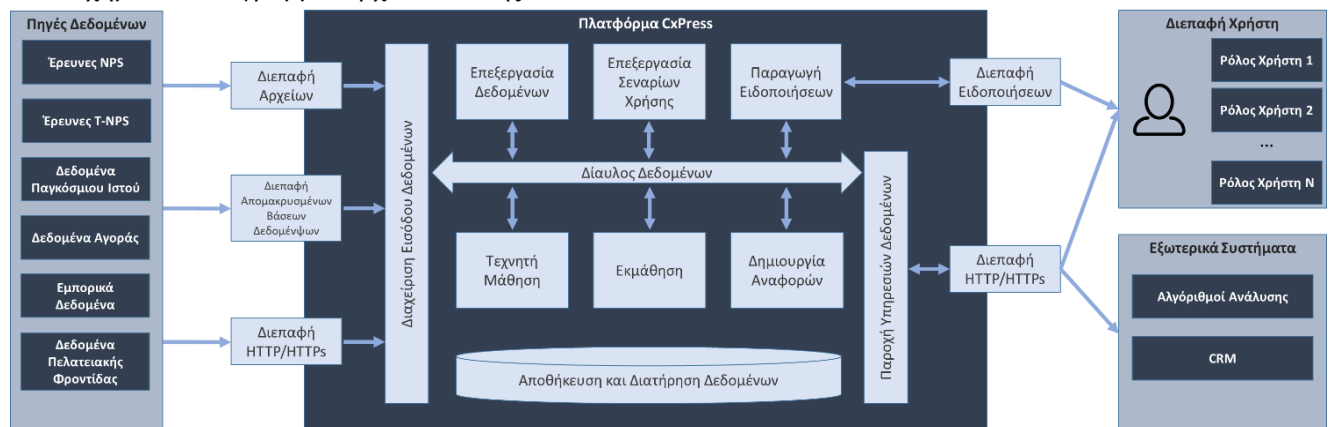 Πηγές Δεδομένων
Έρευνες NPS
Έρευνες T-NPS
Δεδομένα
Παγκόσμιου Ιστού
Δεδομένα Αγοράς
Εμπορικά
Δεδομένα
Δεδομένα
Πελατειακής
Φροντίδας
Διεπαφή
Αρχείων
Διεπαφή
Απομακρυσμένων
Βάσεων
Δεδομένψων
Διεπαφή
HTTP/HTTPs
Πλατφόρμα CxPress
Διαχείριση Εισόδου Δεδομένων
Επεξεργασία
Δεδομένων
Επεξεργασία
Σεναρίων
Χρήσης
Παραγωγή
Ειδοποιήσεων
Δίαυλος Δεδομένων
Τεχνητή
Μάθηση
Εκμάθηση
Δημιουργία
Αναφορών
Αποθήκευση και Διατήρηση Δεδομένων
Παροχή Υπηρεσιών Δεδομένων
Διεπαφή
Ειδοποιήσεων
Διεπαφή
HTTP/HTTPs
Διεπαφή Χρήστη
Ρόλος Χρήστη 1
Ρόλος Χρήστη 2
...
Ρόλος Χρήστη N
Εξωτερικά Συστήματα
Αλγόριθμοί Ανάλυσης
CRM